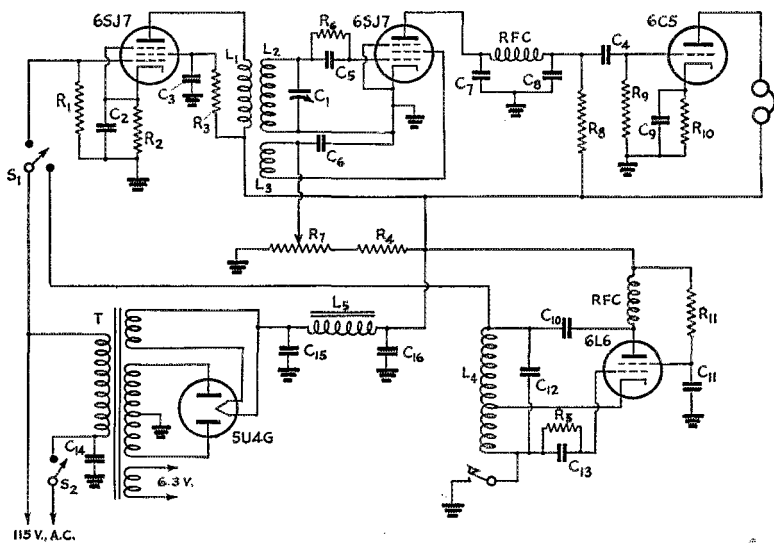 6SJ7
6SJ7
6C5
R1
C2
R2
C3
R3
L1
L2
R6
C5
C1
C6
L3
RFC
C7
C8
C4
R8
R9
C9
R10
S1
R7
R4
T
L5
C15
C16
5U4G
C14
S2
6.3 V.
115 V., A.C.
C10
RFC
R11
6L6
L4
C12
C11
R5
C13